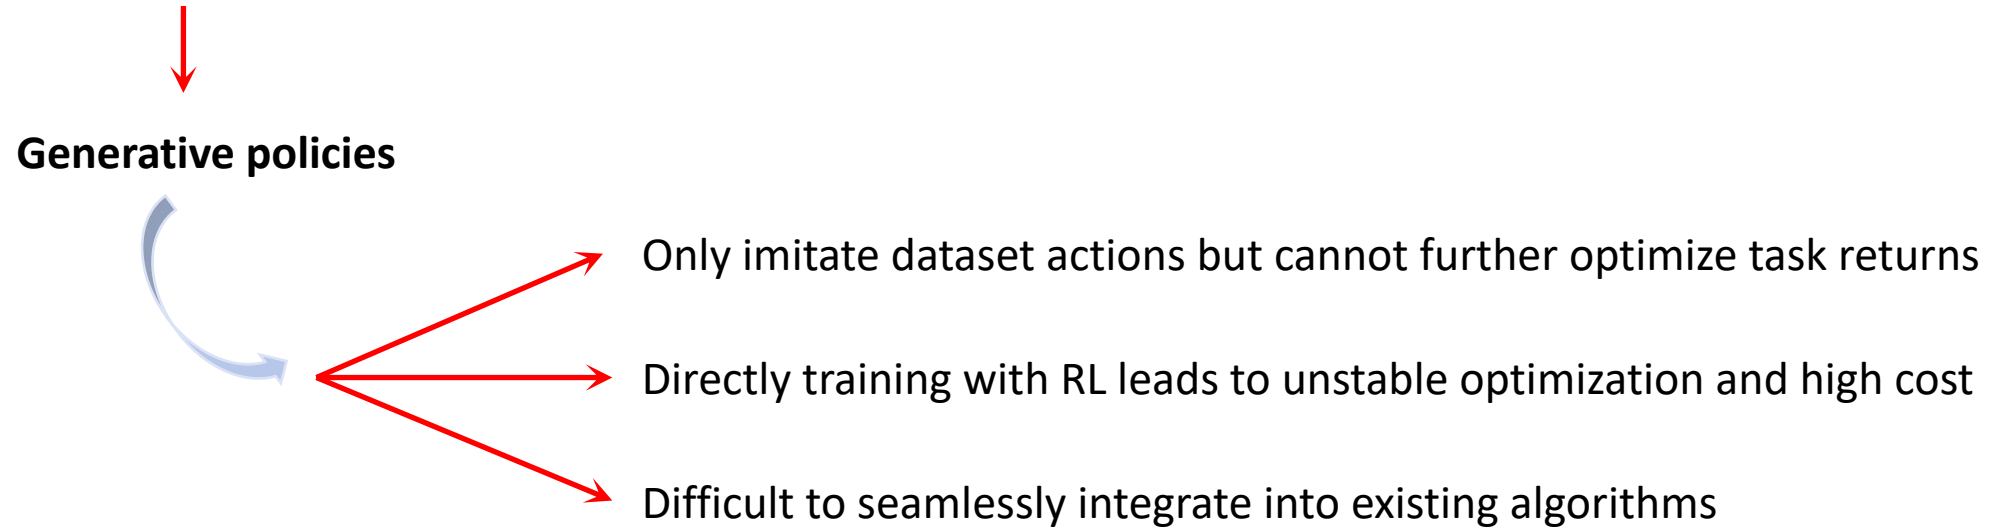 Generative policies
Only imitate dataset actions but cannot further optimize task returns
Directly training with RL leads to unstable optimization and high cost
Difficult to seamlessly integrate into existing algorithms